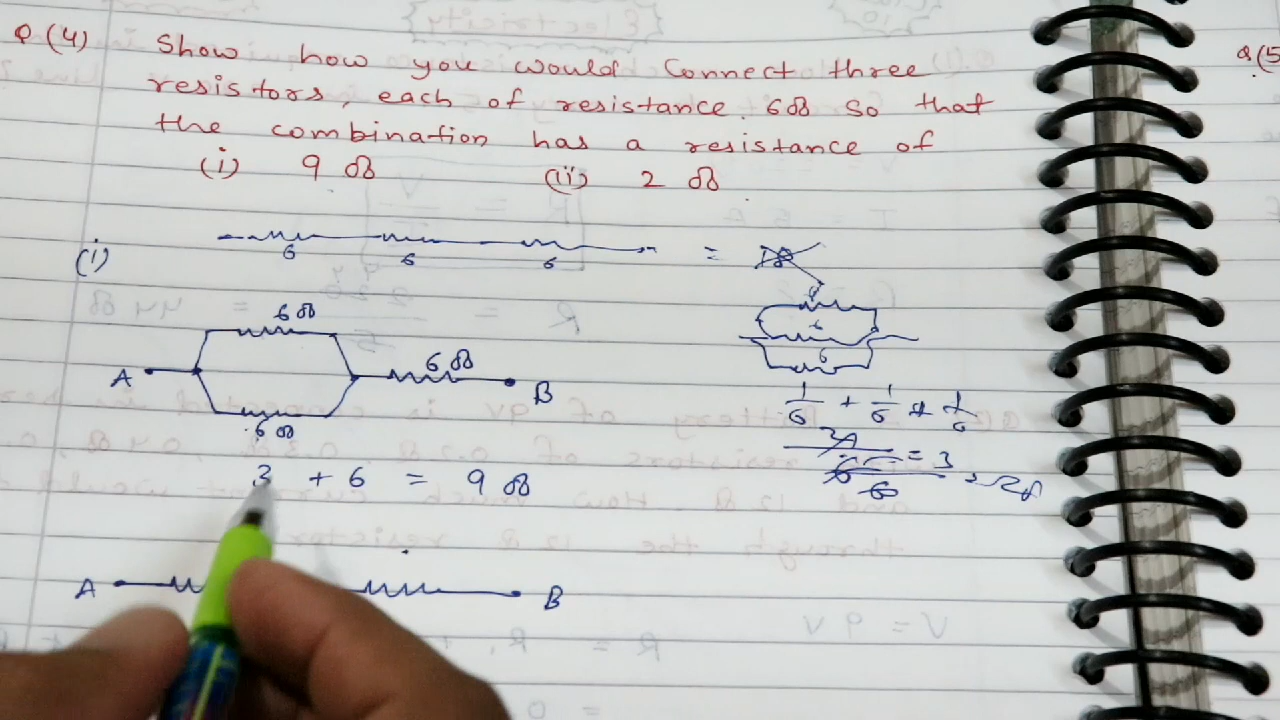 Q (4) Show how you would Connect three
resistors, each of resistance 6Ω so that
the combination has a resistance of
(i) 9 Ω (ii) 2 Ω
(i)
6 6 6 =
6Ω
A 6Ω B
6Ω
6
6
1/6 + 1/6 +
= 3
3 + 6 = 9 Ω
A B
Q(5